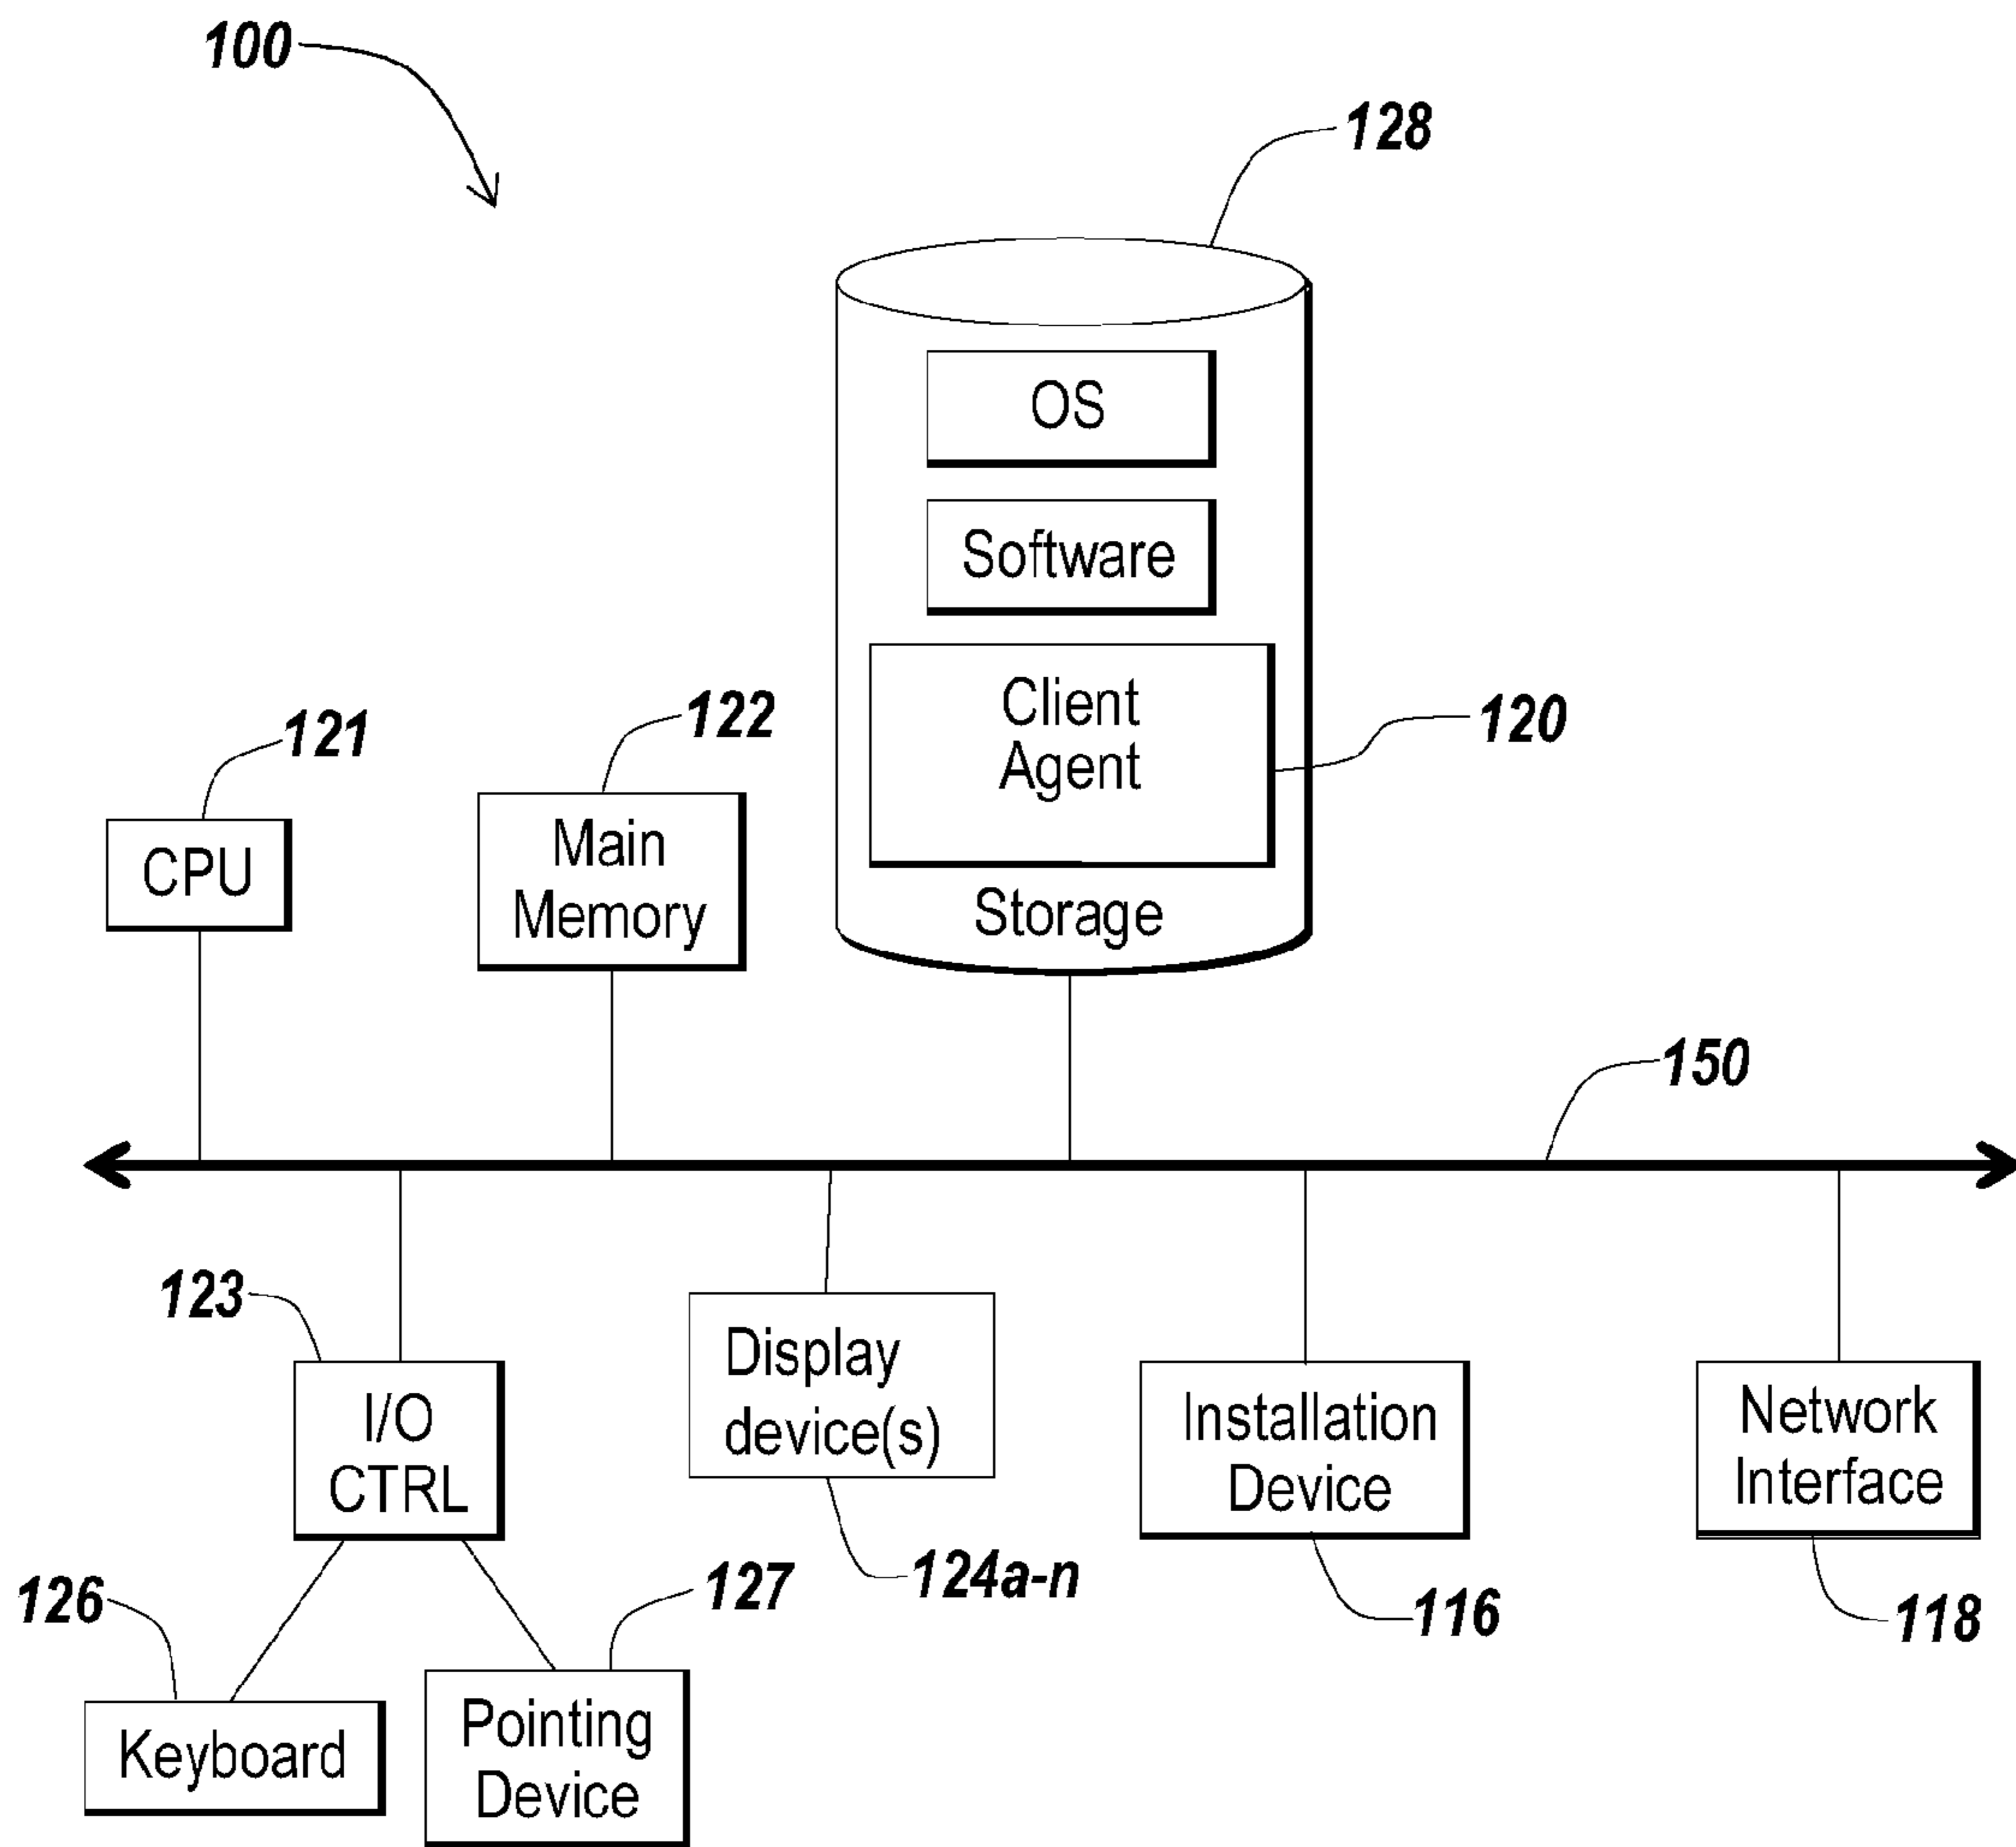 100
128
OS
Software
Client
Agent
120
Storage
121
CPU
122
Main
Memory
150
123
I/O
CTRL
Display
device(s)
124a-n
Installation
Device
116
Network
Interface
118
126
Keyboard
127
Pointing
Device